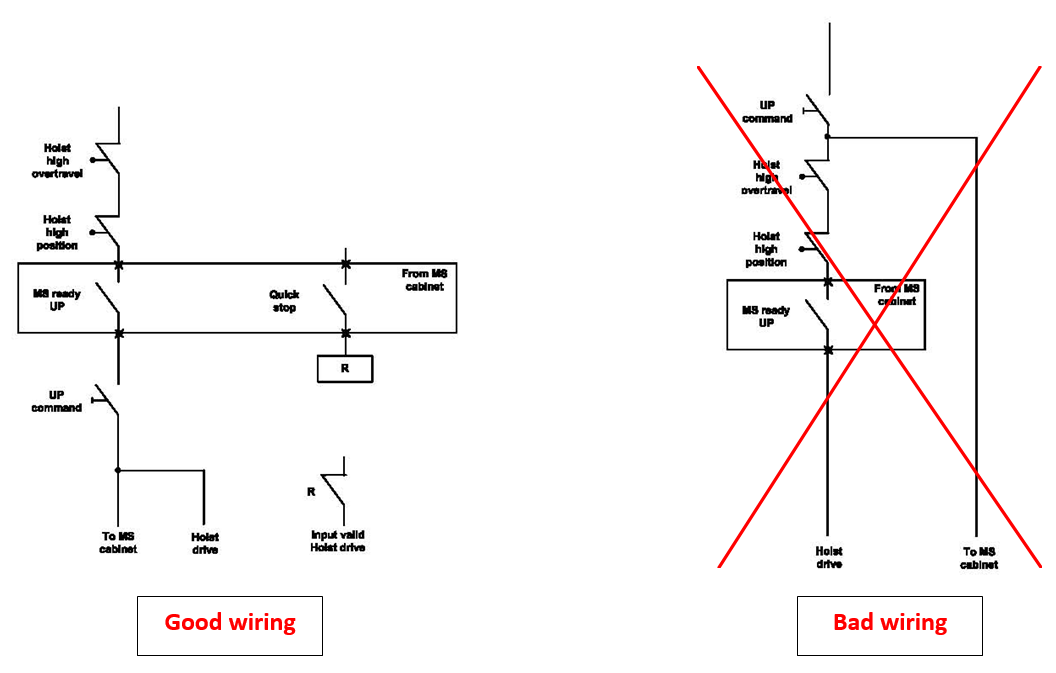 Hoist
high
overtravel
Hoist
high
position
From MS
cabinet
MS ready
UP
Quick
stop
R
UP
command
R
To MS
cabinet
Hoist
drive
Input valid
Hoist drive
Good wiring
UP
command
Hoist
high
overtravel
Hoist
high
position
From MS
cabinet
MS ready
UP
Hoist
drive
To MS
cabinet
Bad wiring